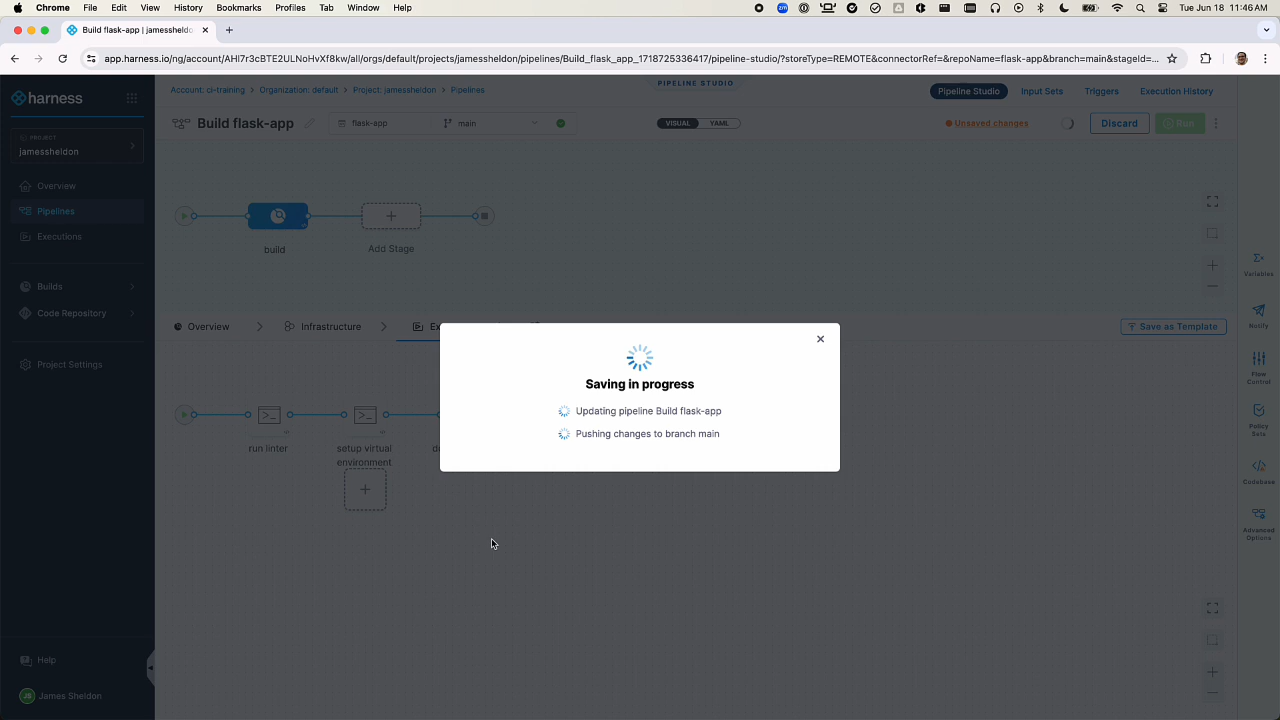 Chrome File Edit View History Bookmarks Profiles Tab Window Help
Tue Jun 18 11:46 AM
Build flask-app | jamesheldo
app.harness.io/ng/account/AHI7r3cBTE2ULNoHvXf8kw/all/orgs/default/projects/jamessheldon/pipelines/Build_flask_app_1718725336417/pipeline-studio/?storeType=REMOTE&connectorRef=&repoName=flask-app&branch=main&stageId=...
harness
PROJECT
jamessheldon
Overview
Pipelines
Executions
Builds
Code Repository
Project Settings
Help
JS James Sheldon
Account: ci-training > Organization: default > Project: jamessheldon > Pipelines
PIPELINE STUDIO
Pipeline Studio Input Sets Triggers Execution History
Build flask-app flask-app main
VISUAL YAML
Unsaved changes Discard Run
build
Add Stage
Overview Infrastructure Ex
Save as Template
run linter
setup virtual
environment
Saving in progress
Updating pipeline Build flask-app
Pushing changes to branch main
Variables
Notify
Flow
Control
Policy
Sets
Codebase
Advanced
Options